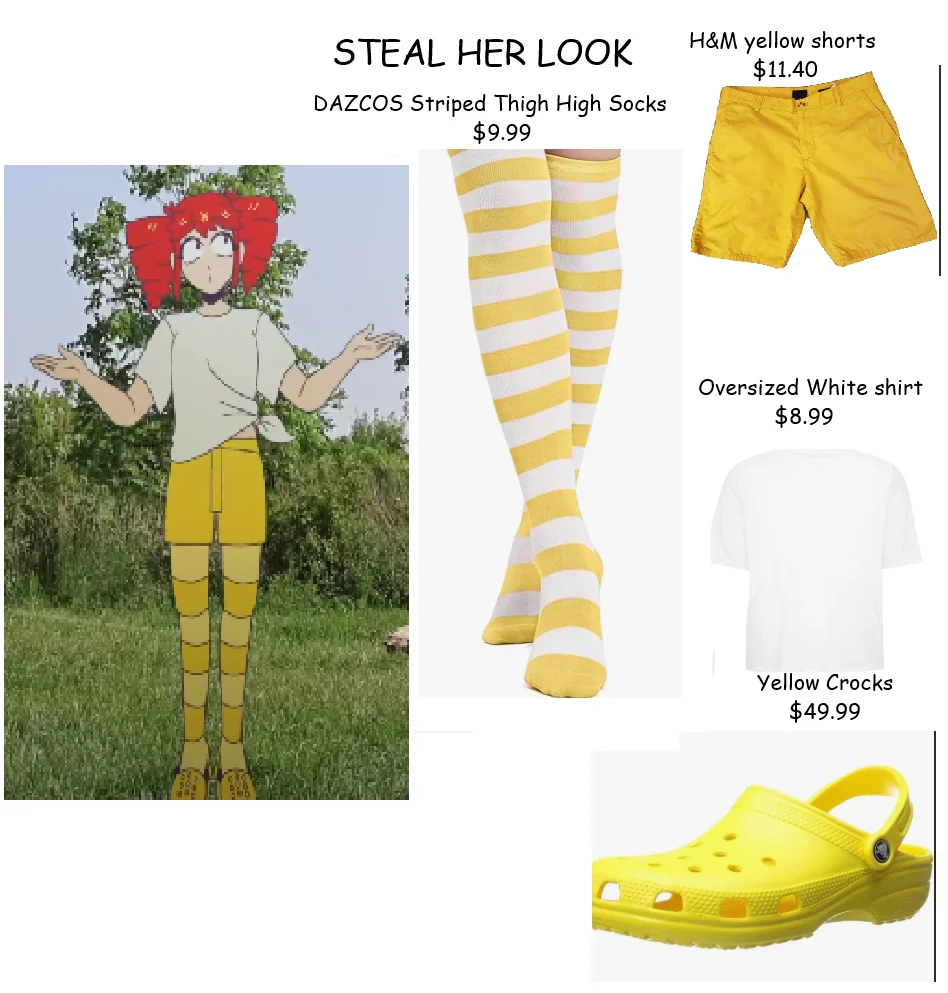 STEAL HER LOOK
DAZCOS Striped Thigh High Socks
$9.99
H&M yellow shorts
$11.40
Oversized White shirt
$8.99
Yellow Crocks
$49.99